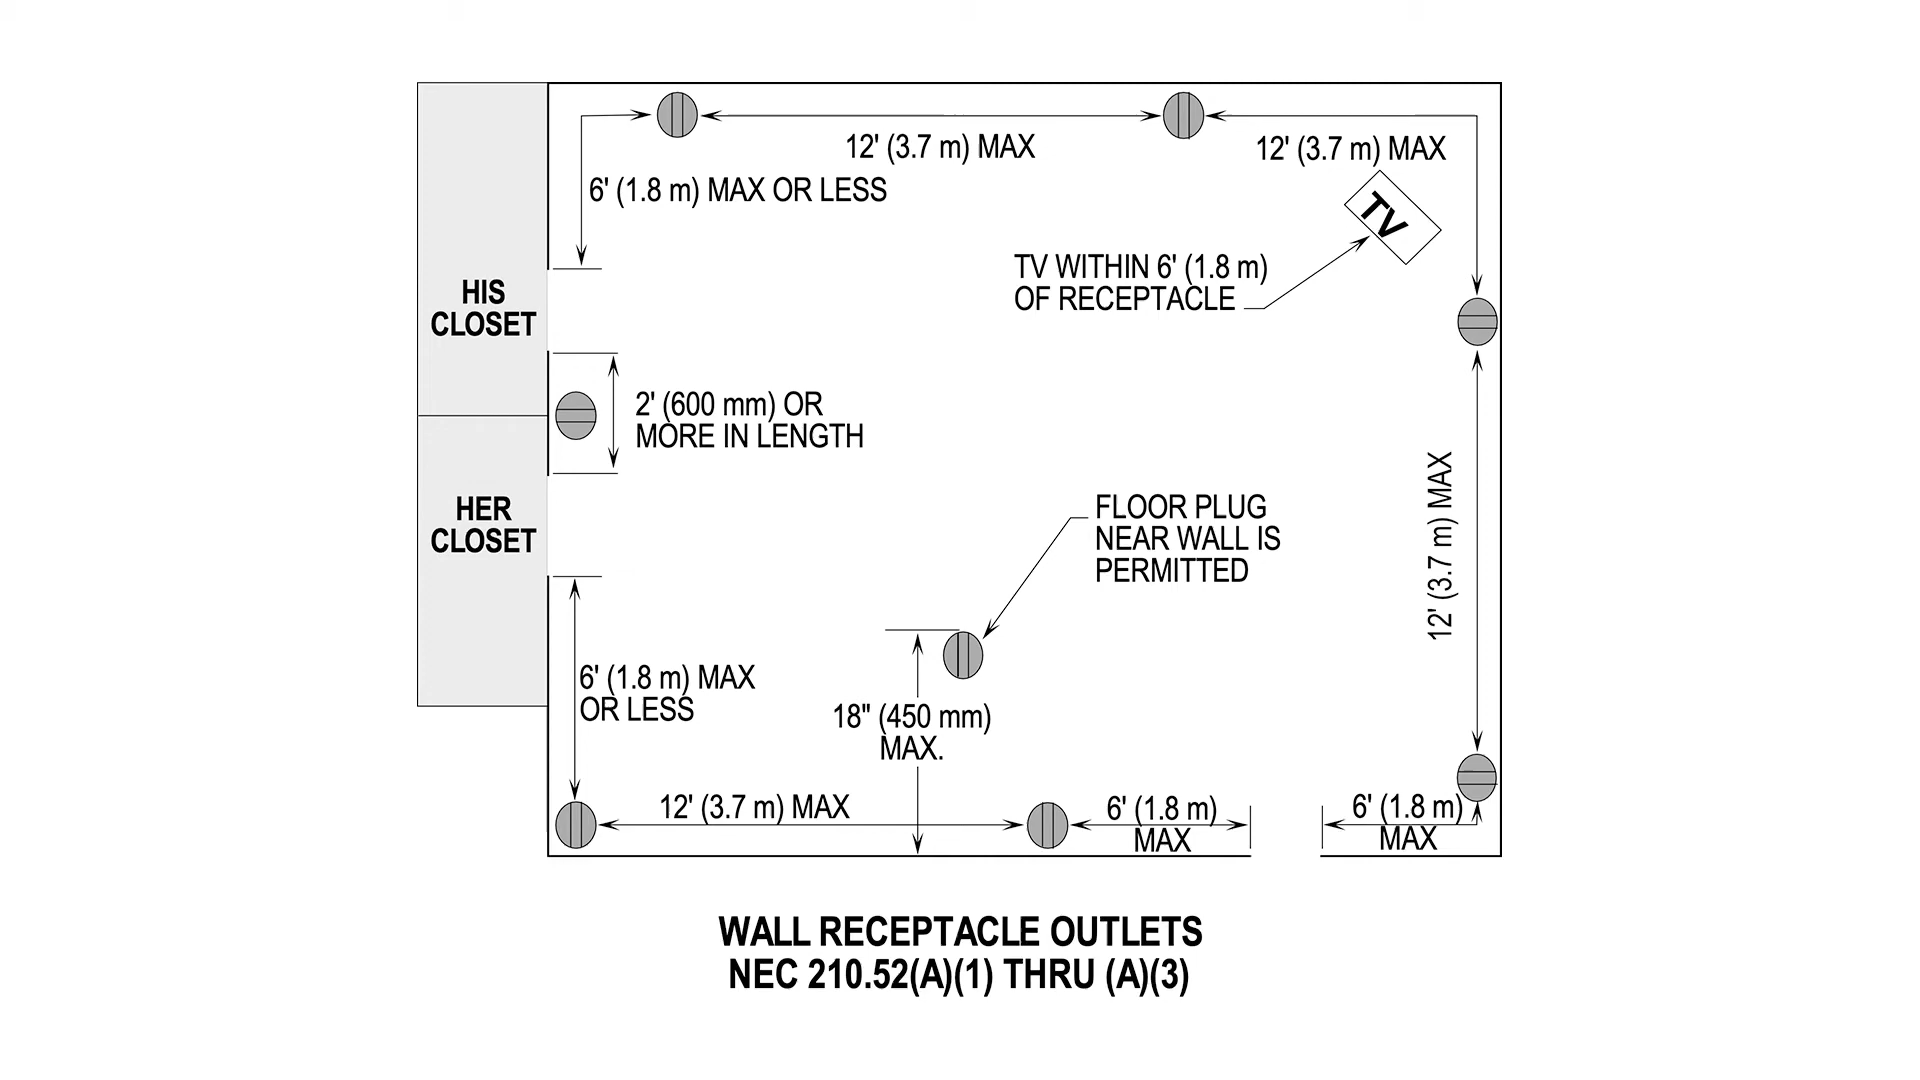 12' (3.7 m) MAX
12' (3.7 m) MAX
6' (1.8 m) MAX OR LESS
TV
TV WITHIN 6' (1.8 m)
OF RECEPTACLE
HIS
CLOSET
2' (600 mm) OR
MORE IN LENGTH
HER
CLOSET
FLOOR PLUG
NEAR WALL IS
PERMITTED
12' (3.7 m) MAX
6' (1.8 m) MAX
OR LESS
18" (450 mm)
MAX.
12' (3.7 m) MAX
6' (1.8 m)
MAX
6' (1.8 m)
MAX
WALL RECEPTACLE OUTLETS
NEC 210.52(A)(1) THRU (A)(3)